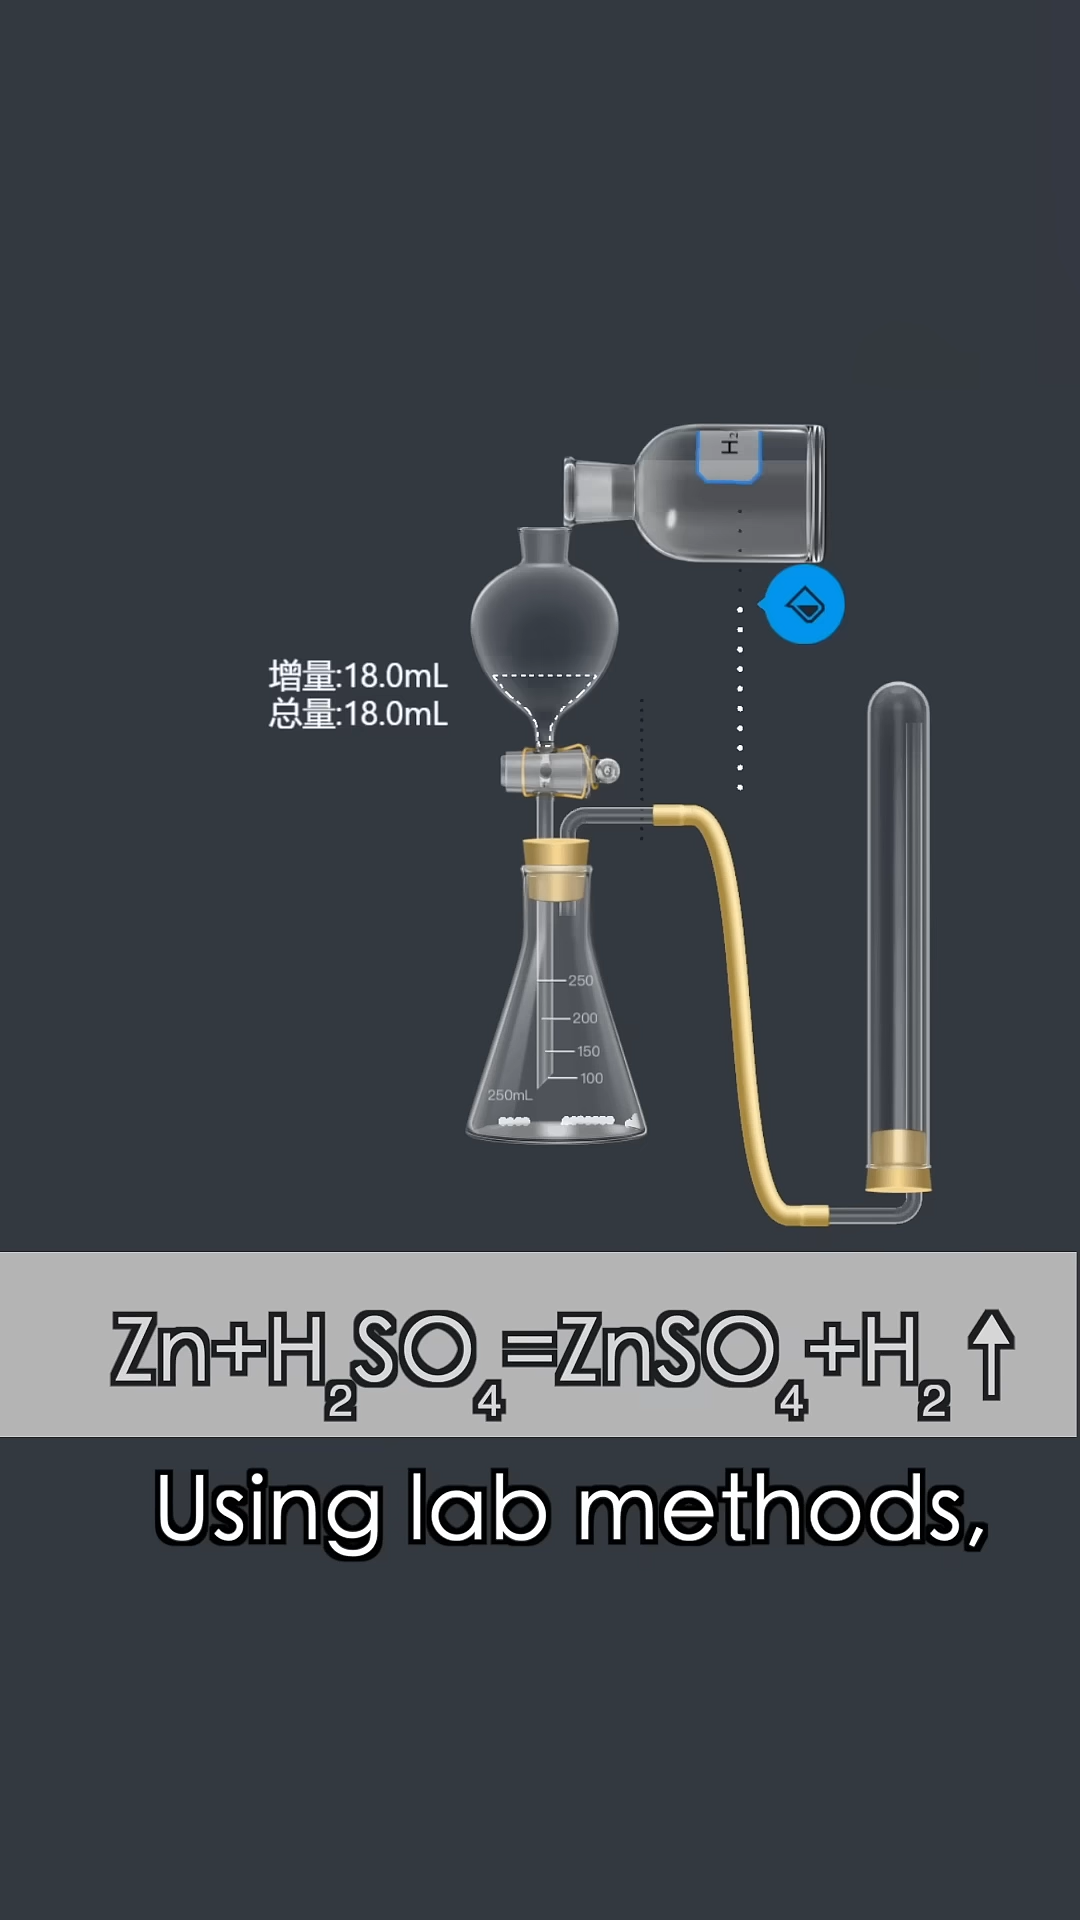 H₂
增量:18.0mL
总量:18.0mL
250
200
150
100
250mL
Zn+H₂SO₄=ZnSO₄+H₂↑
Using lab methods,